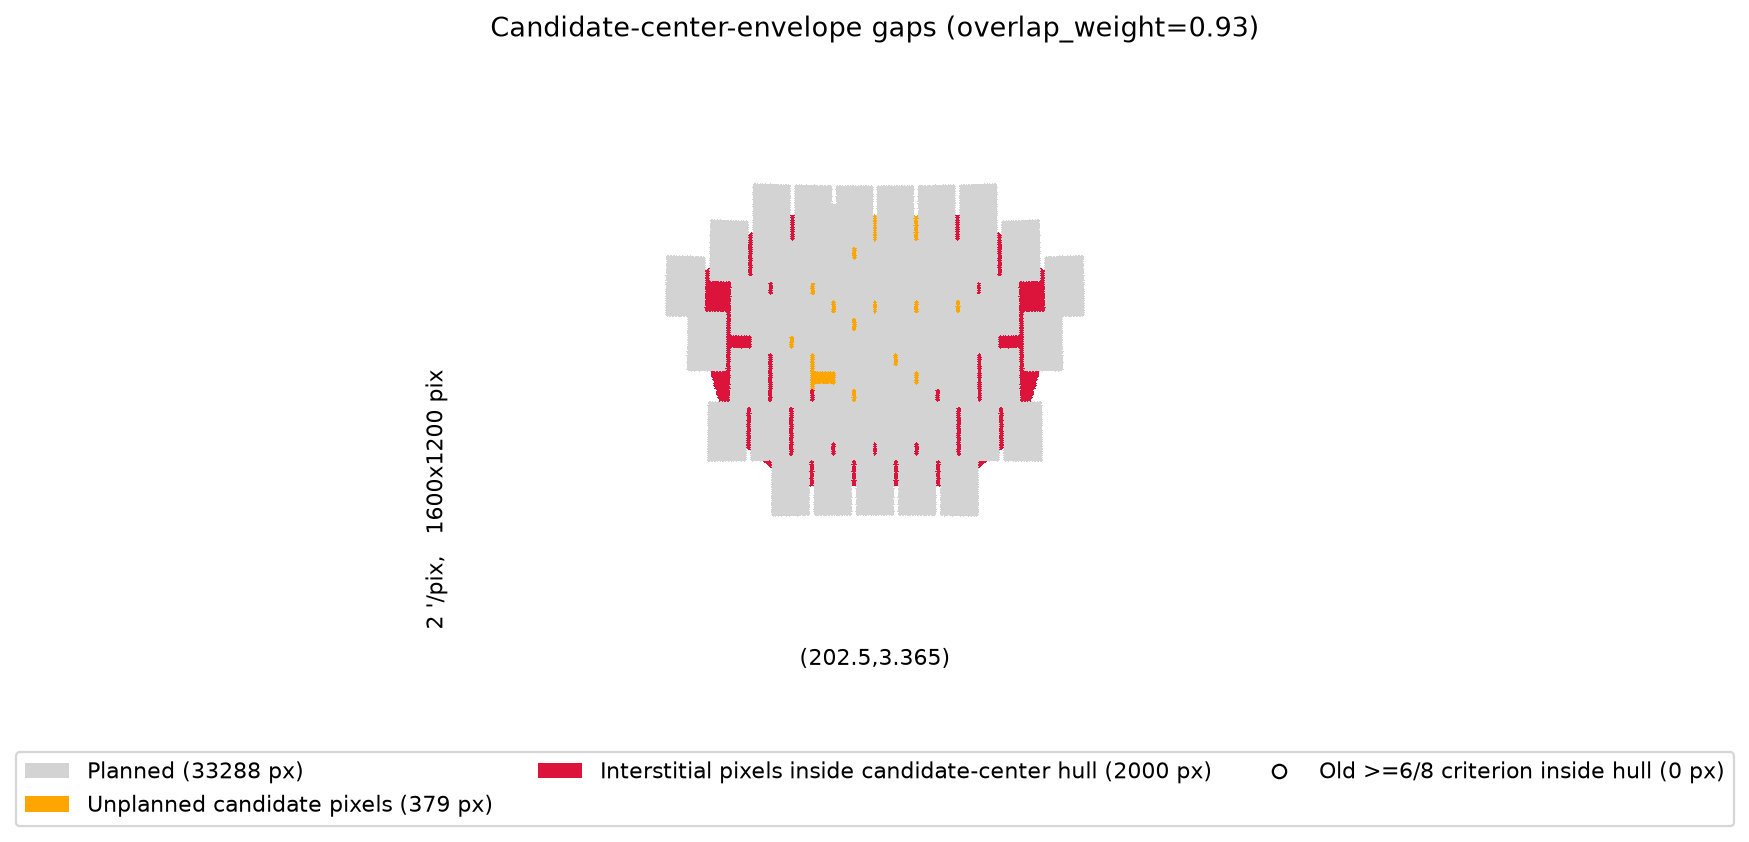 Candidate-center-envelope gaps (overlap_weight=0.93)
2 '/pix,   1600x1200 pix
(202.5,3.365)
Planned (33288 px)
Unplanned candidate pixels (379 px)
Interstitial pixels inside candidate-center hull (2000 px)
Old >=6/8 criterion inside hull (0 px)